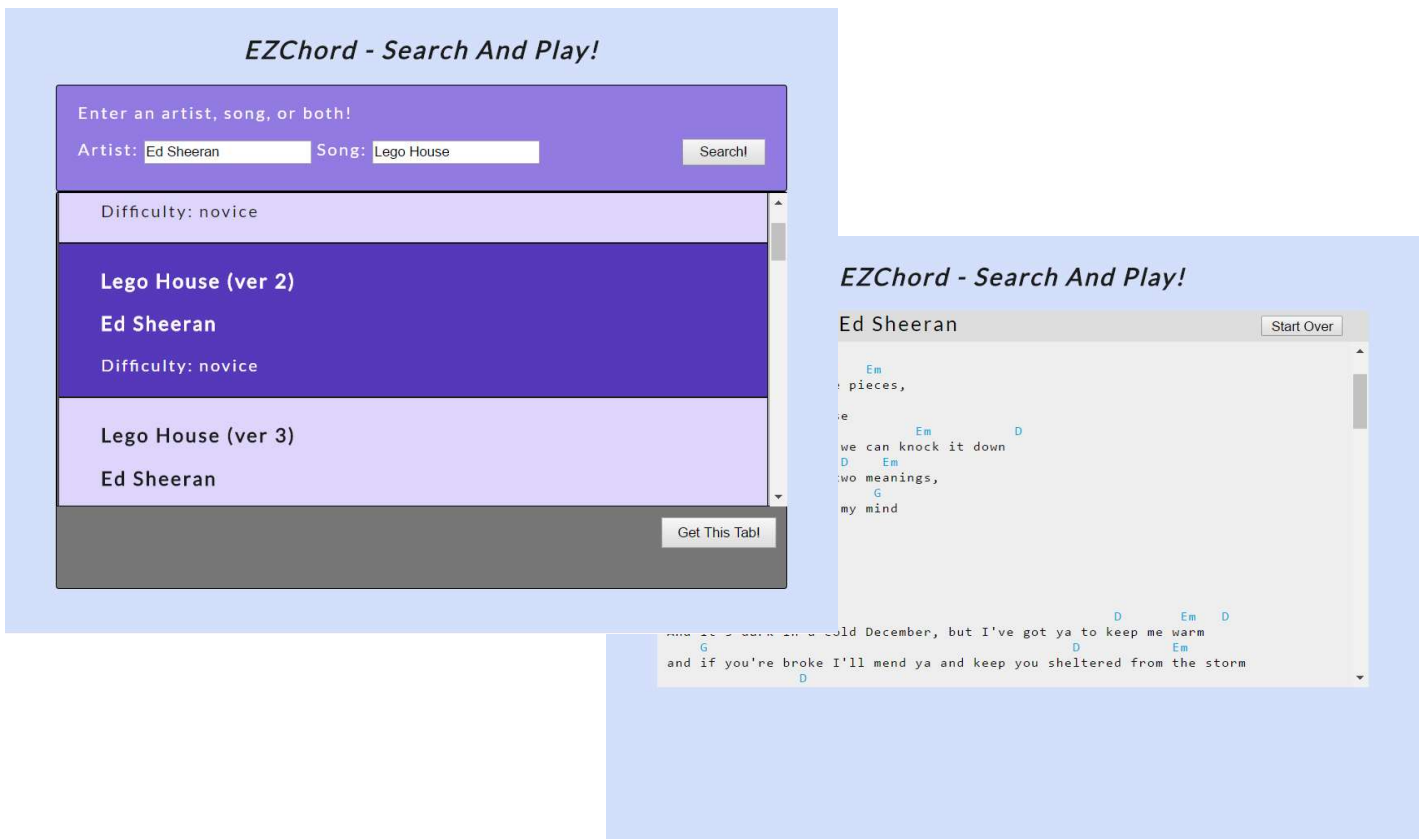 EZChord - Search And Play!
Enter an artist, song, or both!
Artist: Ed Sheeran Song: Lego House Search!
Difficulty: novice
Lego House (ver 2)
Ed Sheeran
Difficulty: novice
Lego House (ver 3)
Ed Sheeran
Get This Tab!
EZChord - Search And Play!
Ed Sheeran Start Over
Em
pieces,
Em D
we can knock it down
D Em
meanings,
G
my mind
D Em D
December, but I've got ya to keep me warm
G D Em
and if you're broke I'll mend ya and keep you sheltered from the storm
D